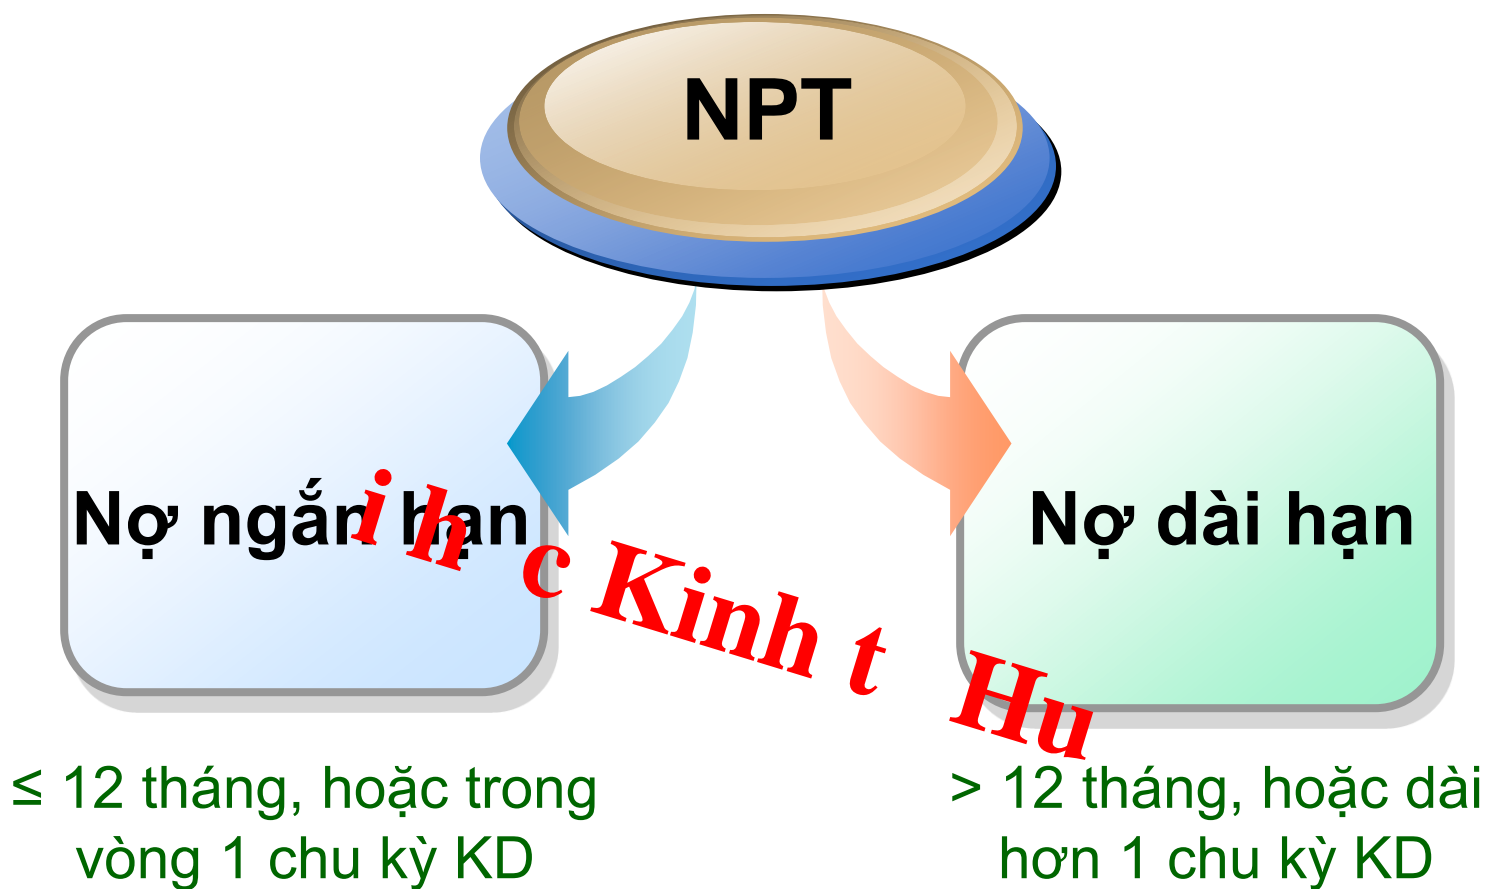 NPT
Nợ ngắn hạn
Nợ dài hạn
i h c Kinh t Hu
≤ 12 tháng, hoặc trong
vòng 1 chu kỳ KD
> 12 tháng, hoặc dài
hơn 1 chu kỳ KD